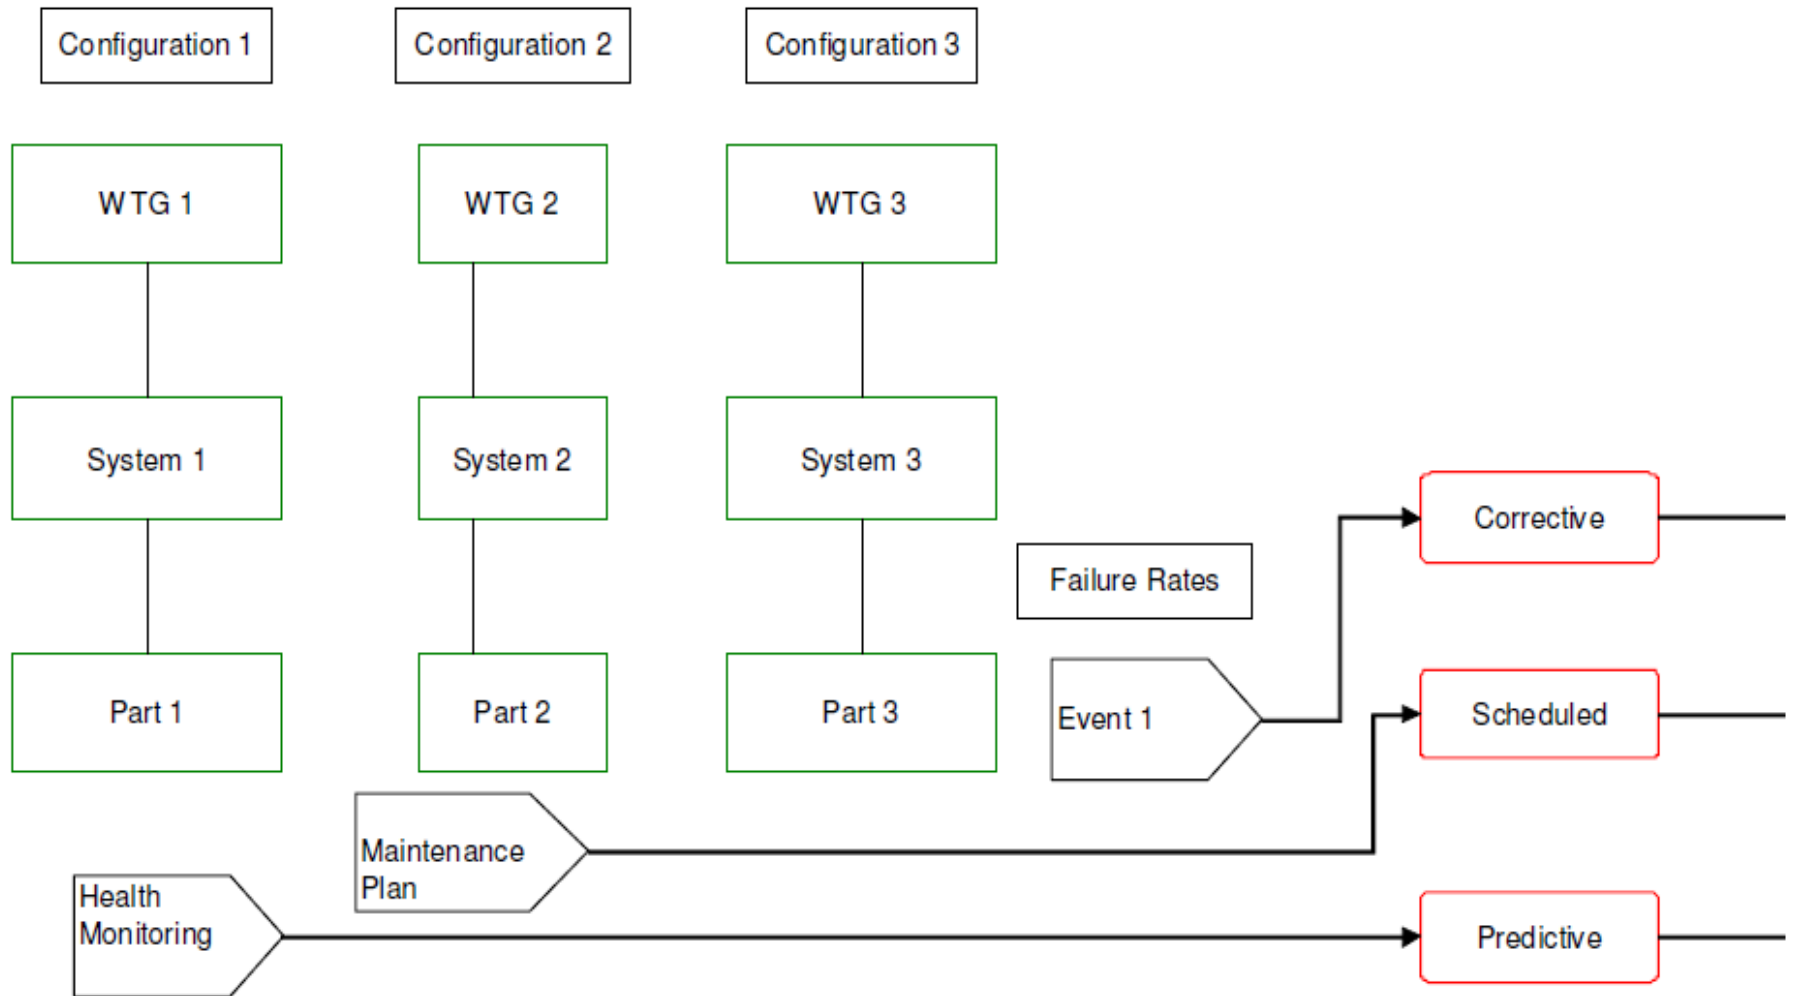 Configuration 1
Configuration 2
Configuration 3
WTG 1
WTG 2
WTG 3
System 1
System 2
System 3
Corrective
Failure Rates
Part 1
Part 2
Part 3
Event 1
Scheduled
Maintenance
Plan
Health
Monitoring
Predictive